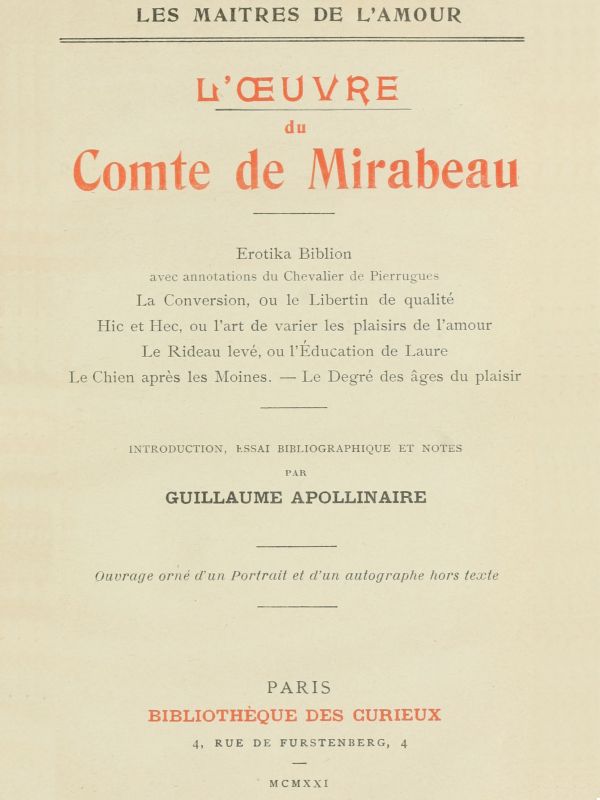 LES MAITRES DE L'AMOUR
L'ŒUVRE
du
Comte de Mirabeau
Erotika Biblion
avec annotations du Chevalier de Pierrugues
La Conversion, ou le Libertin de qualité
Hic et Hec, ou l'art de varier les plaisirs de l'amour
Le Rideau levé, ou l'Éducation de Laure
Le Chien après les Moines. — Le Degré des âges du plaisir
INTRODUCTION, ESSAI BIBLIOGRAPHIQUE ET NOTES
PAR
GUILLAUME APOLLINAIRE
Ouvrage orné d'un Portrait et d'un autographe hors texte
PARIS
BIBLIOTHÈQUE DES CURIEUX
4, RUE DE FURSTENBERG, 4
MCMXXI